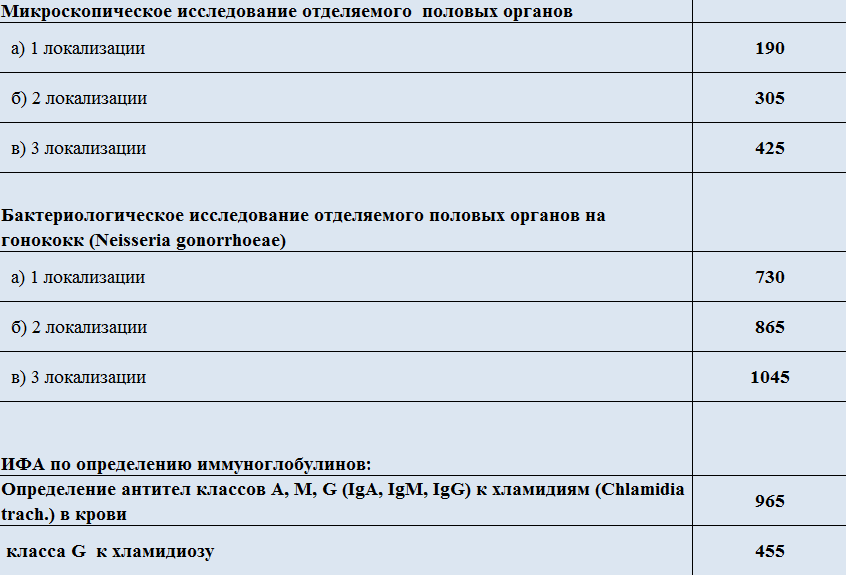 Микроскопическое исследование отделяемого половых органов
а) 1 локализации 190
б) 2 локализации 305
в) 3 локализации 425
Бактериологическое исследование отделяемого половых органов на
гонококк (Neisseria gonorrhoeae)
а) 1 локализации 730
б) 2 локализации 865
в) 3 локализации 1045
ИФА по определению иммуноглобулинов:
Определение антител классов А, М, G (IgA, IgM, IgG) к хламидиям (Chlamidia
trach.) в крови 965
класса G к хламидиозу 455